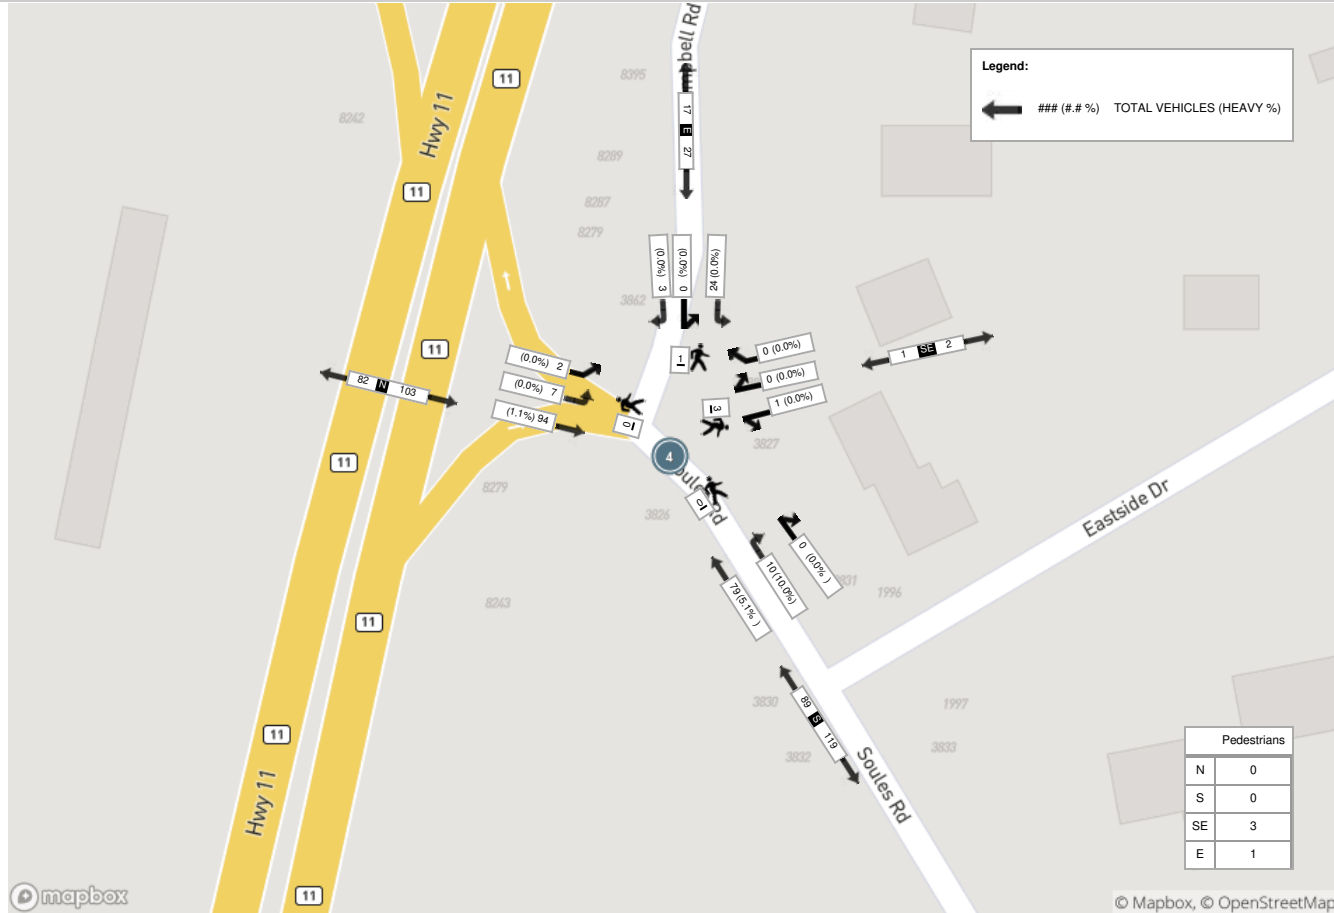 Legend:
### (#.# %) TOTAL VEHICLES (HEAVY %)
bell Rd
8395
11
Hwy 11
8242
17 E 27
8289
11
8287
8279
(0.0%) 3
(0.0%) 0
24 (0.0%)
3862
11
1
0 (0.0%)
1 SE 2
(0.0%) 2
0 (0.0%)
82 N 103
(0.0%) 7
1 (0.0%)
(1.1%) 94
3
0
3827
4
11
8279
Soules Rd
0
3826
0 (0.0% )
10 (10.0%)
831
Eastside Dr
1996
79 (5.1% )
8243
11
3830
89 S 119
1997
3832
3833
Soules Rd
11
Hwy 11
11
Pedestrians
N 0
S 0
SE 3
E 1
mapbox
© Mapbox, © OpenStreetMap